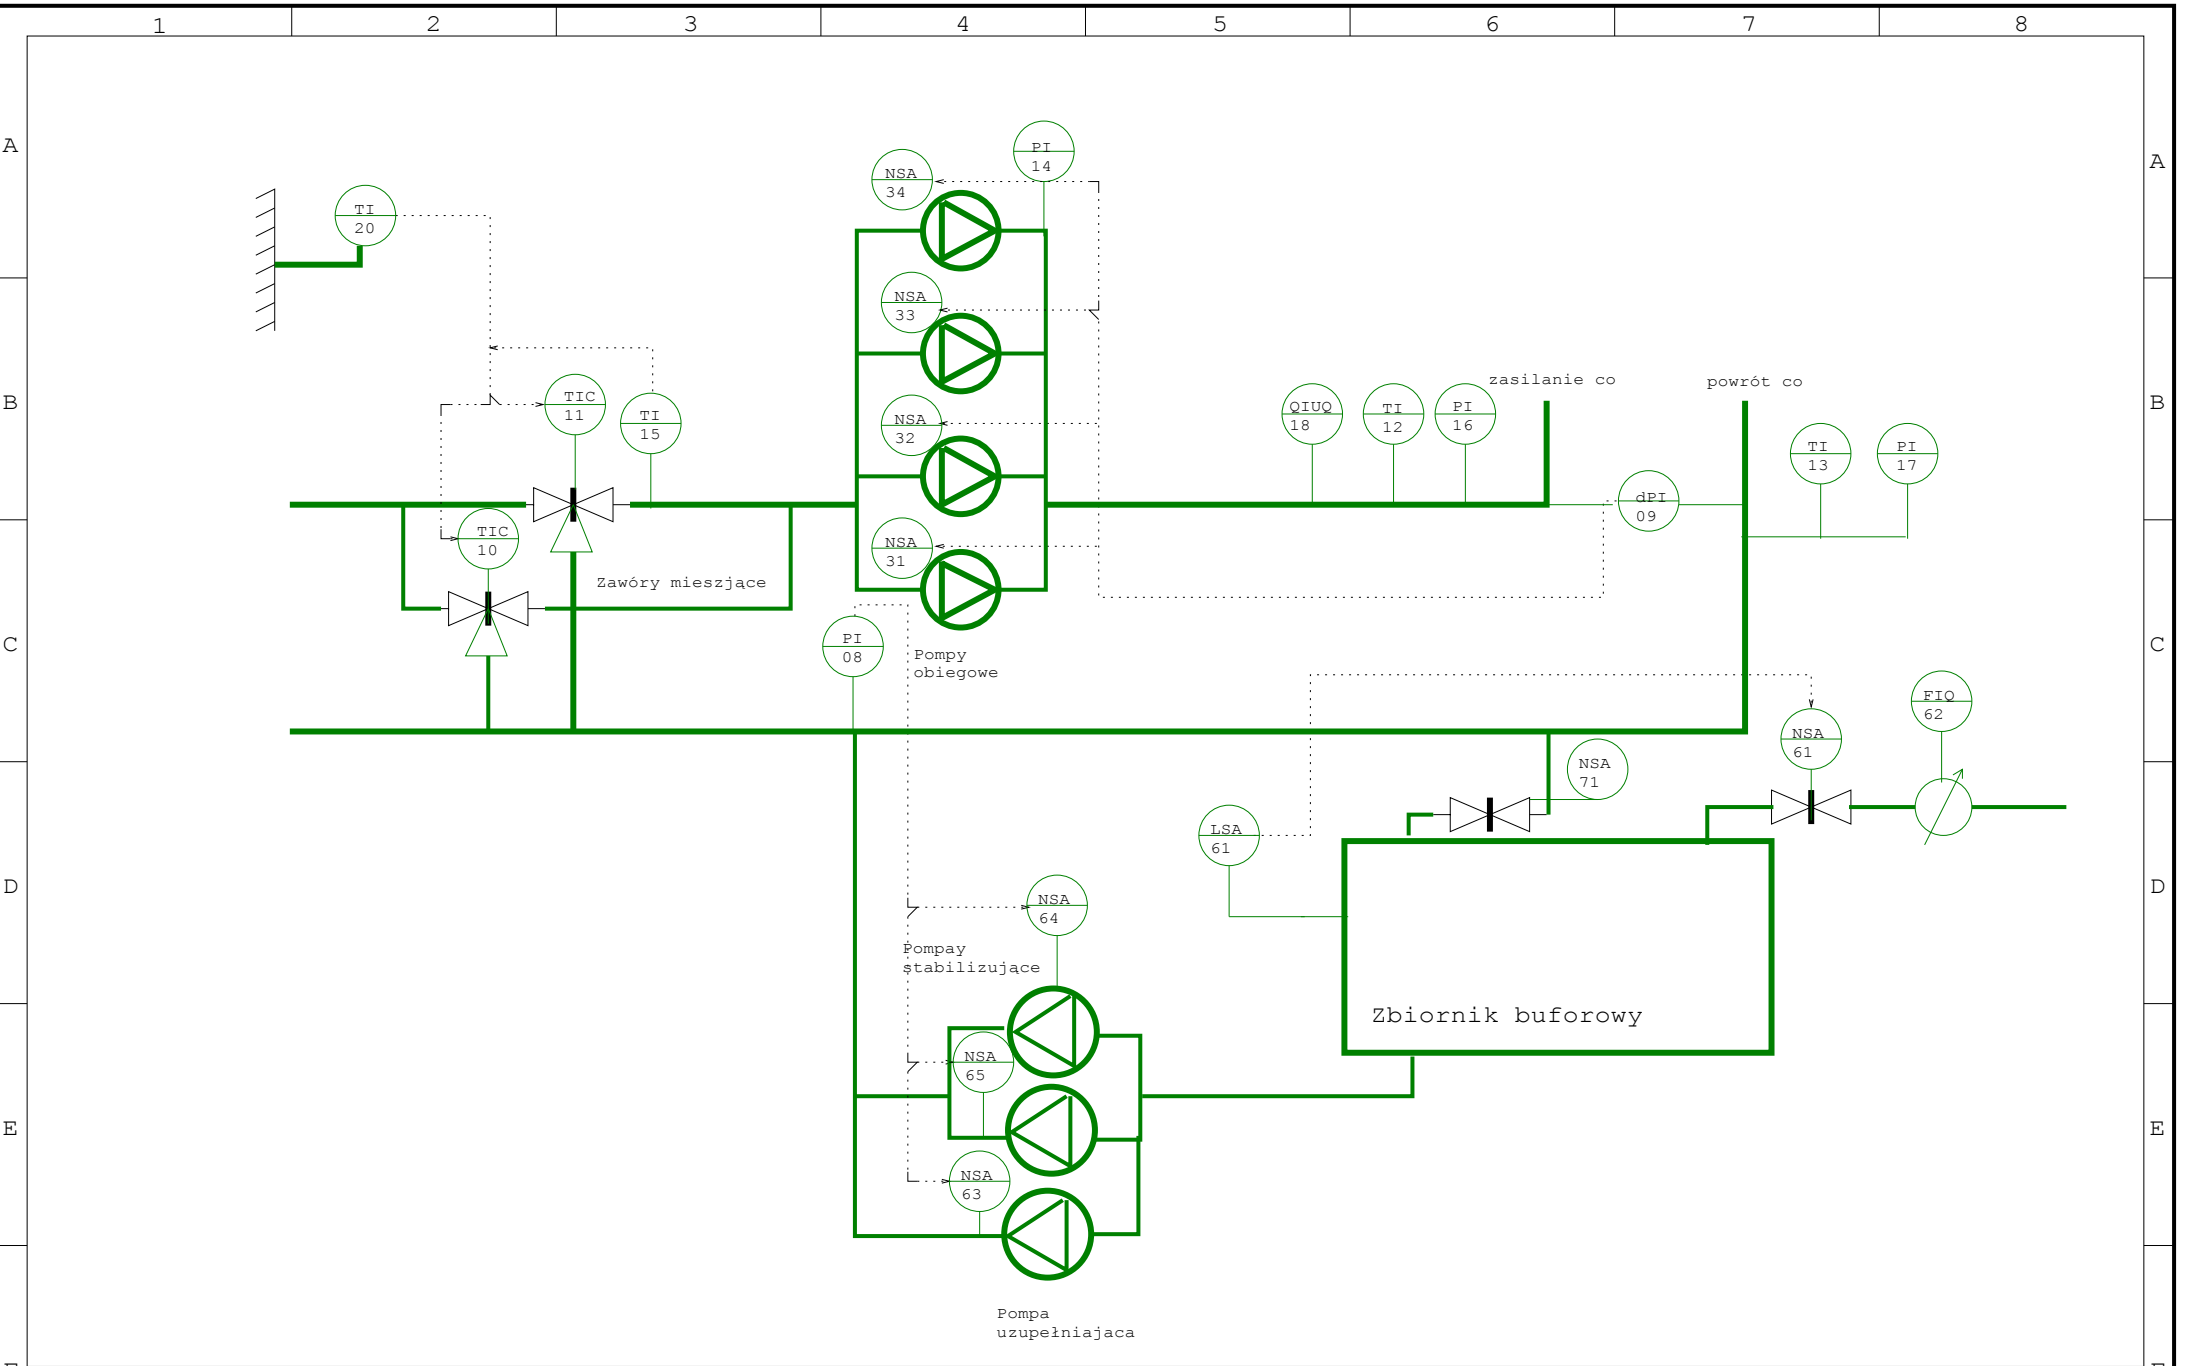 1 2 3 4 5 6 7 8
A
A
PI
14
NSA
34
TI
20
NSA
33
B
B
zasilanie co
powrót co
TIC
11
TI
15
NSA
32
QIUQ
18
TI
12
PI
16
TI
13
PI
17
dPI
09
TIC
10
NSA
31
Zawóry mieszjące
C
C
PI
08
Pompy
obiegowe
FIQ
62
NSA
61
NSA
71
LSA
61
D
D
NSA
64
Pompay
stabilizujące
Zbiornik buforowy
NSA
65
E
E
NSA
63
Pompa
uzupełniajaca